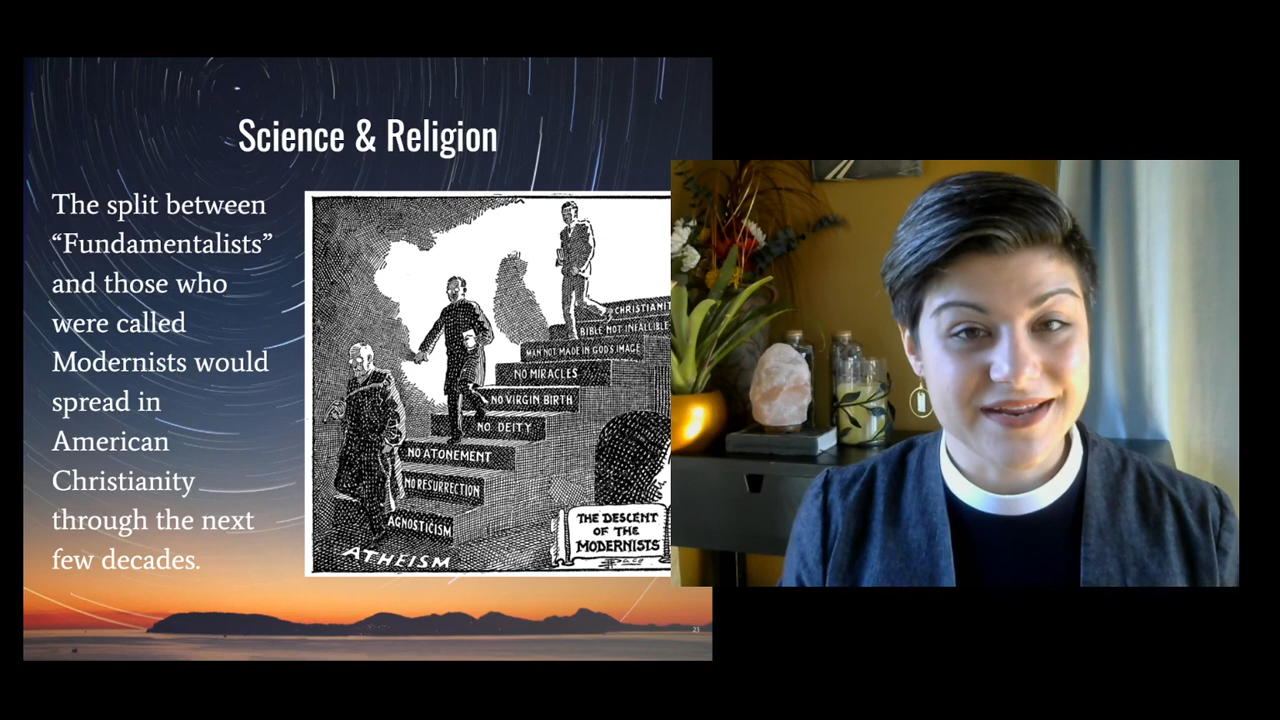 Science & Religion
The split between
“Fundamentalists”
and those who
were called
Modernists would
spread in
American
Christianity
through the next
few decades.
CHRISTIANIT
BIBLE NOT INFALLIBLE
MAN NOT MADE IN GOD'S IMAGE
NO MIRACLES
NO VIRGIN BIRTH
NO DEITY
NO ATONEMENT
NO RESURRECTION
AGNOSTICISM
ATHEISM
THE DESCENT
OF THE
MODERNISTS
23